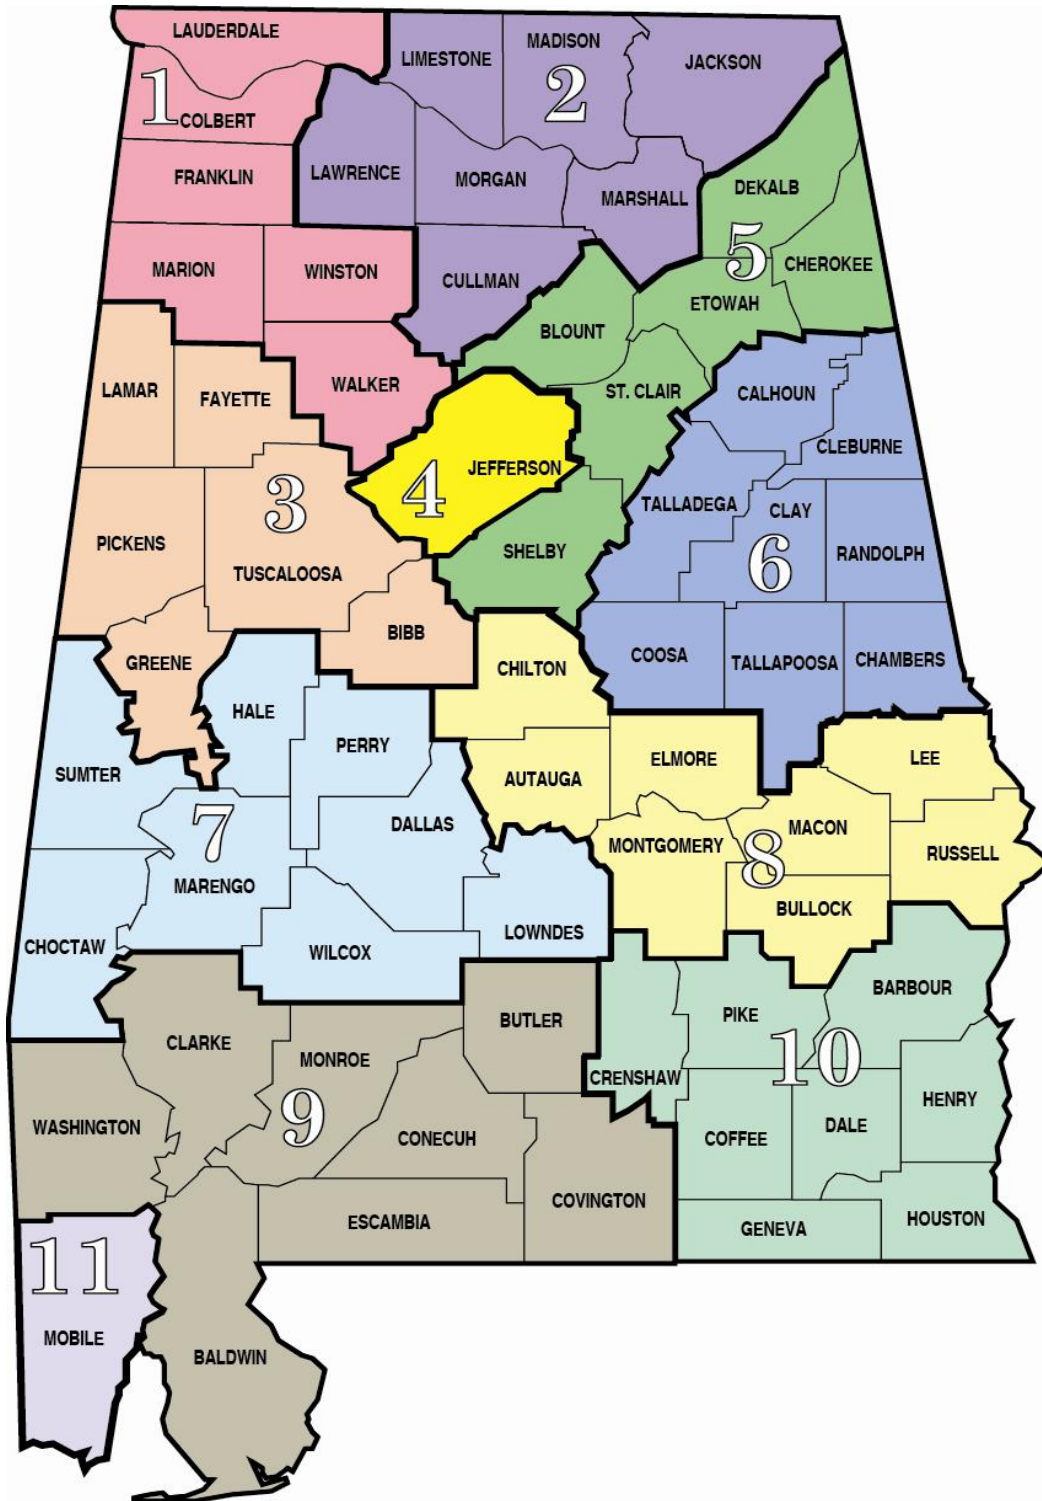 LAUDERDALE
LIMESTONE
MADISON
JACKSON
1
COLBERT
2
FRANKLIN
LAWRENCE
MORGAN
MARSHALL
DEKALB
MARION
WINSTON
CULLMAN
5
CHEROKEE
ETOWAH
BLOUNT
LAMAR
FAYETTE
WALKER
ST. CLAIR
CALHOUN
CLEBURNE
JEFFERSON
4
3
TALLADEGA
CLAY
PICKENS
TUSCALOOSA
SHELBY
6
RANDOLPH
BIBB
GREENE
COOSA
TALLAPOOSA
CHAMBERS
CHILTON
HALE
PERRY
SUMTER
AUTAUGA
ELMORE
LEE
7
DALLAS
MONTGOMERY
MACON
8
RUSSELL
MARENGO
BULLOCK
CHOCTAW
WILCOX
LOWNDES
BARBOUR
CLARKE
MONROE
BUTLER
PIKE
10
CRENSHAW
HENRY
WASHINGTON
9
CONECUH
COFFEE
DALE
ESCAMBIA
COVINGTON
GENEVA
HOUSTON
11
MOBILE
BALDWIN